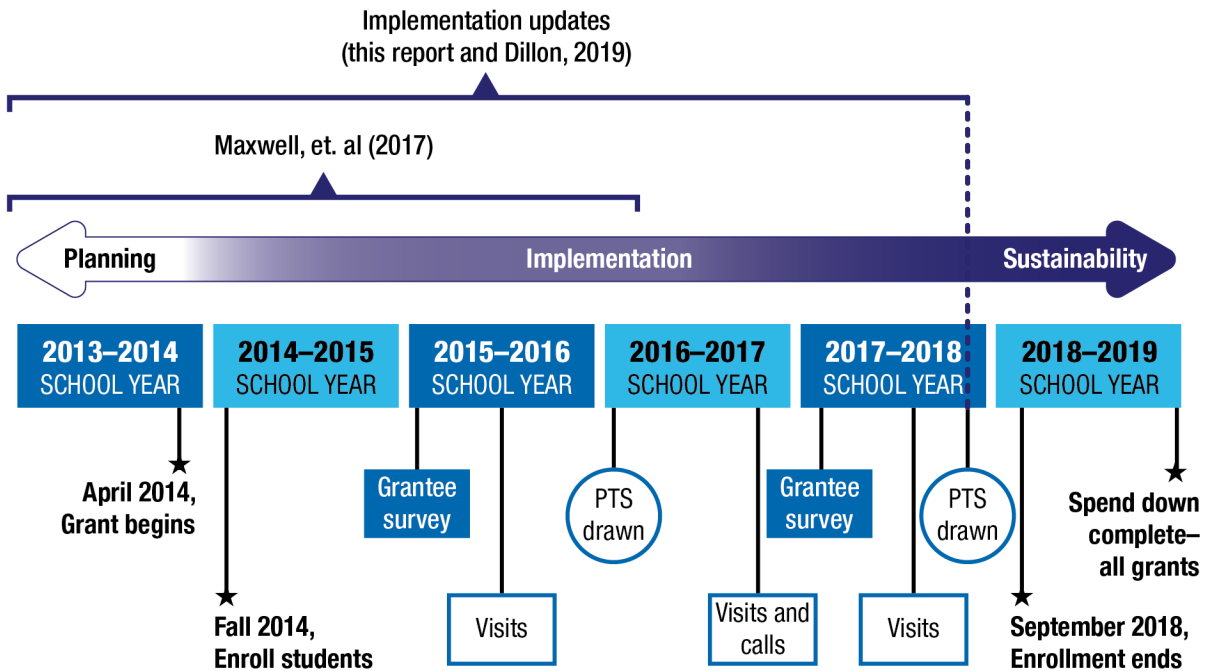 Implementation updates
(this report and Dillon, 2019)
Maxwell, et. al (2017)
Planning
Implementation
Sustainability
2013–2014
SCHOOL YEAR
2014–2015
SCHOOL YEAR
2015–2016
SCHOOL YEAR
2016–2017
SCHOOL YEAR
2017–2018
SCHOOL YEAR
2018–2019
SCHOOL YEAR
April 2014,
Grant begins
Fall 2014,
Enroll students
Grantee
survey
Visits
PTS
drawn
Visits and
calls
Grantee
survey
Visits
PTS
drawn
September 2018,
Enrollment ends
Spend down
complete–
all grants